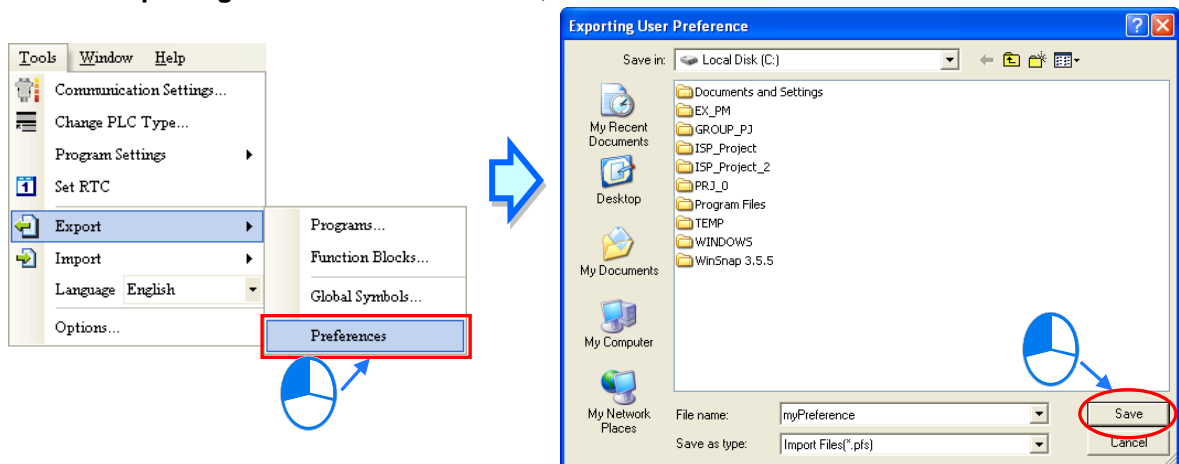 Exporting User Preference
Tools Window Help
Communication Settings...
Change PLC Type...
Program Settings
1 Set RTC
Export
Import
Language English
Options...
Programs...
Function Blocks...
Global Symbols...
Preferences
Save in: Local Disk (C:)
My Recent
Documents
Desktop
My Documents
My Computer
My Network
Places
Documents and Settings
EX_PM
GROUP_PJ
ISP_Project
ISP_Project_2
PRJ_0
Program Files
TEMP
WINDOWS
WinSnap 3.5.5
File name: myPreference Save
Save as type: Import Files(*.pfs) Cancel